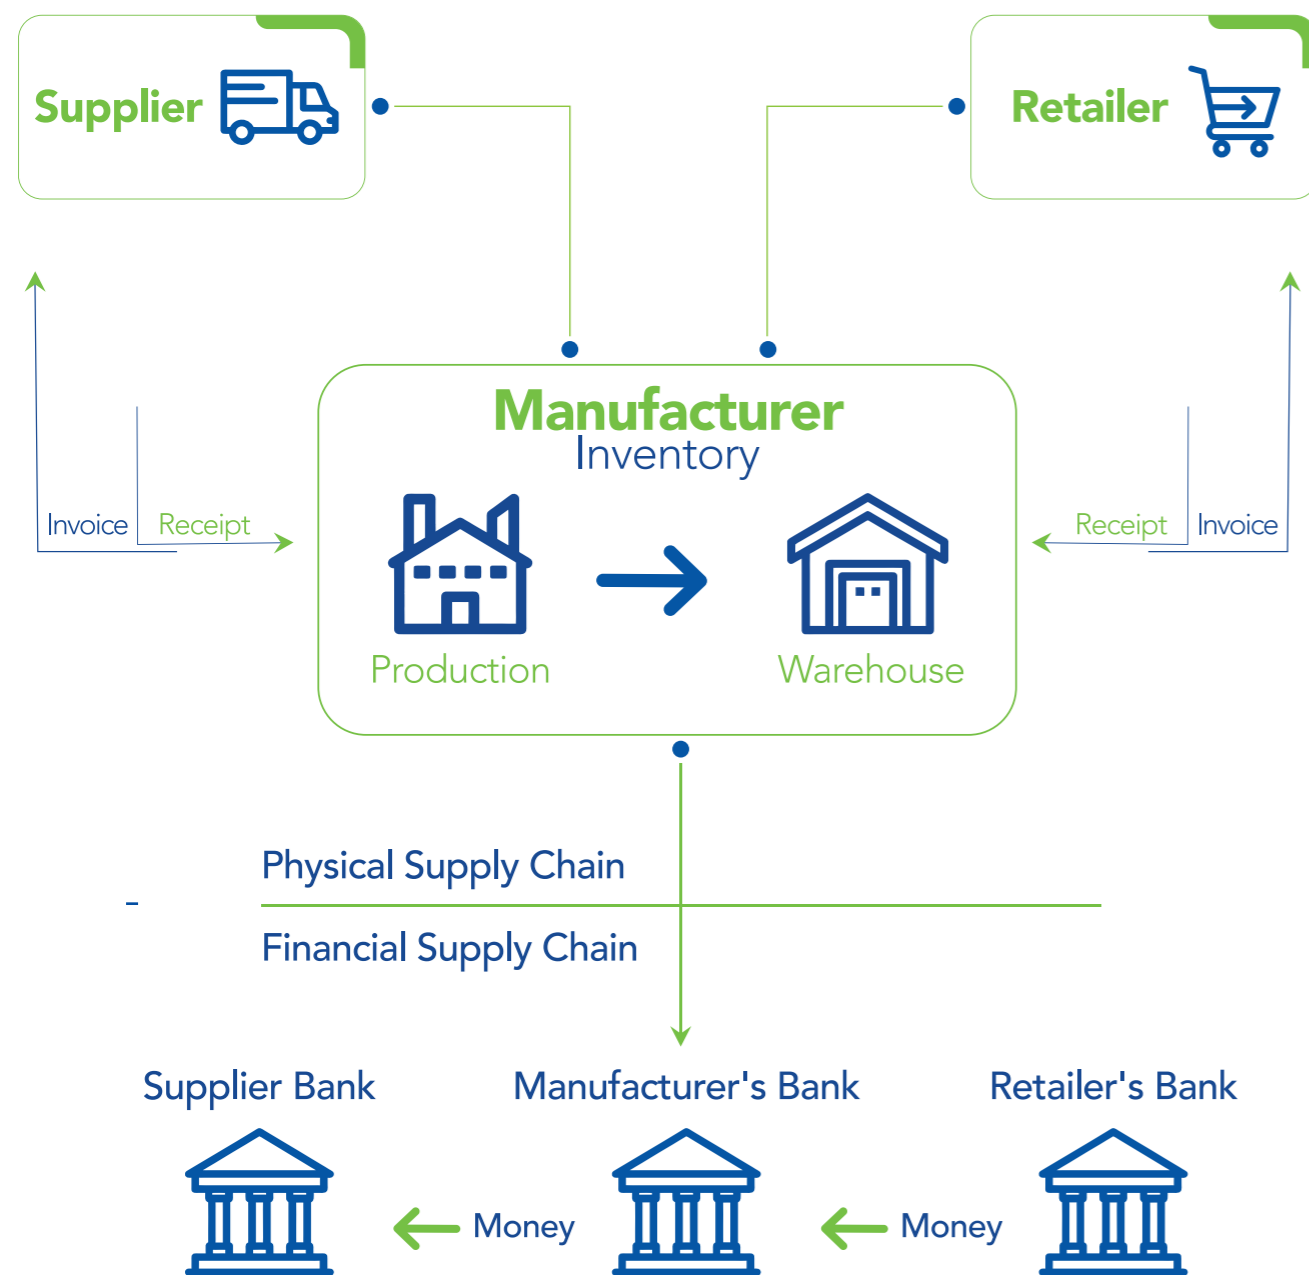 Supplier
Retailer
Manufacturer
Inventory
Invoice
Receipt
Receipt
Invoice
Production
Warehouse
Physical Supply Chain
Financial Supply Chain
Supplier Bank
Manufacturer's Bank
Retailer's Bank
Money
Money